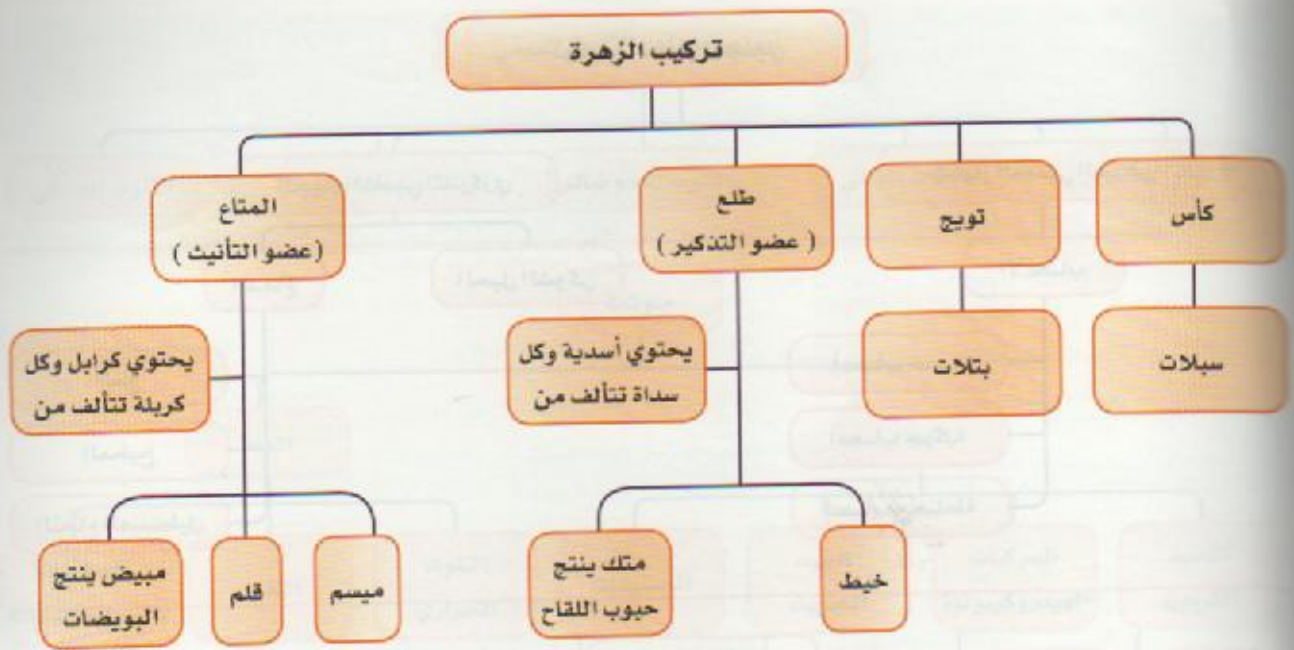 تركيب الزهرة
كأس
تويج
طلع
(عضو التذكير)
المتاع
(عضو التأنيث)
سبلات
بتلات
يحتوي أسدية وكل
سداة تتألف من
يحتوي كرابل وكل
كربلة تتألف من
خيط
متك ينتج
حبوب اللقاح
ميسم
قلم
مبيض ينتج
البويضات